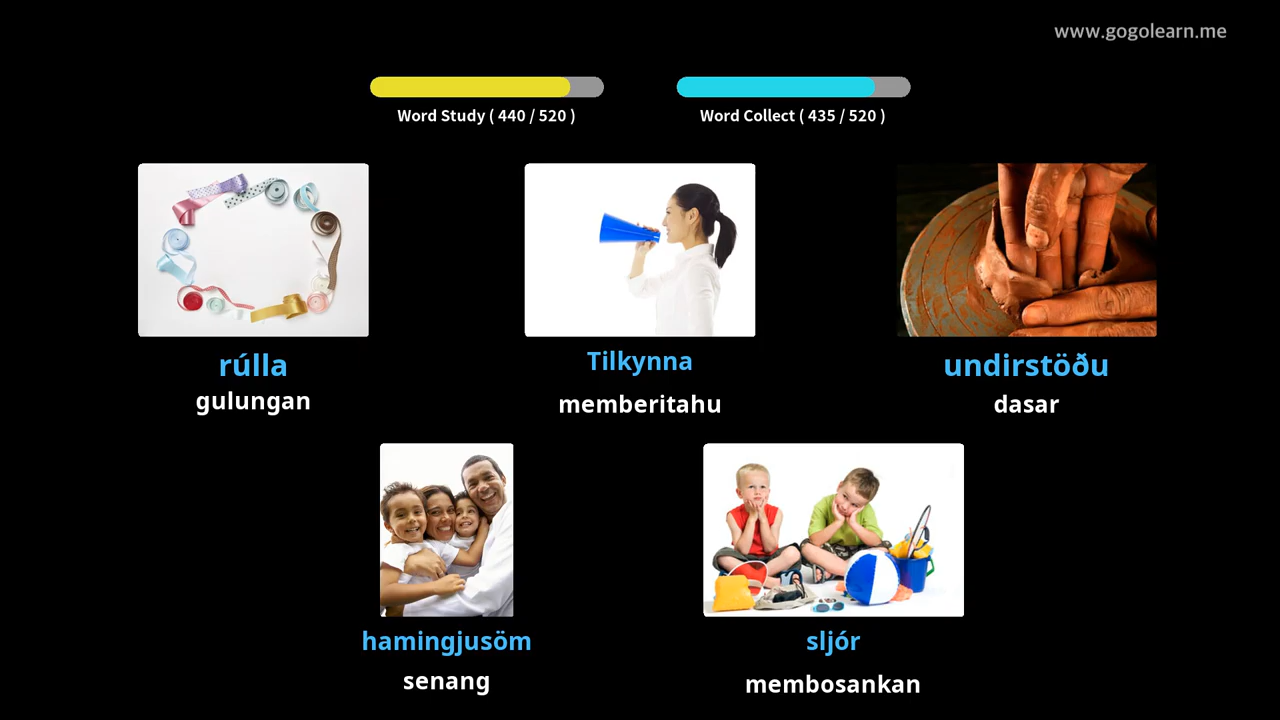 www.gogolearn.me
Word Study ( 440 / 520 )
Word Collect ( 435 / 520 )
rúlla
gulungan
Tilkynna
memberitahu
undirstöðu
dasar
hamingjusöm
senang
sljór
membosankan